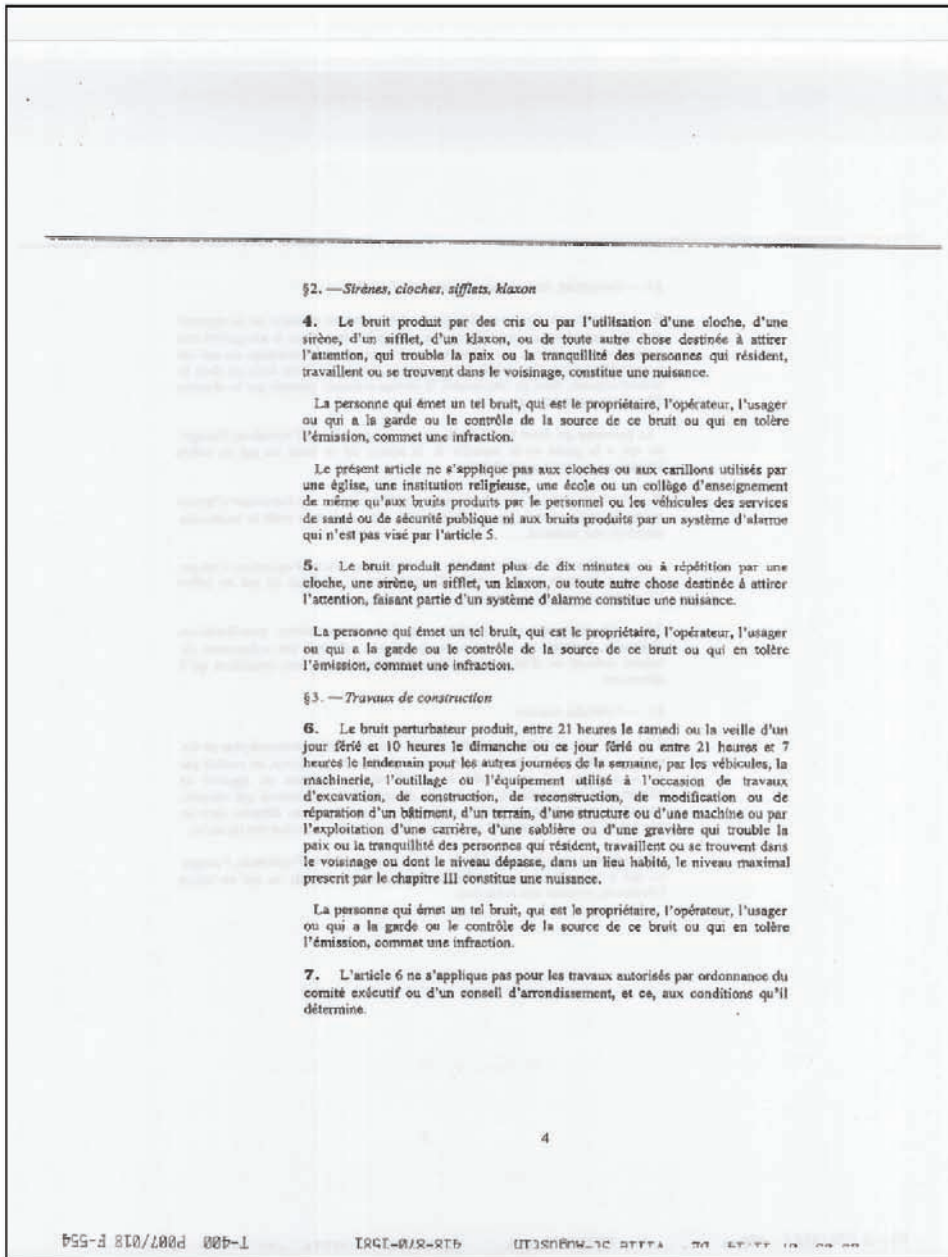 §2. —Sirènes, cloches, sifflets, klaxon
4. Le bruit produit par des cris ou par l'utilisation d'une cloche, d'une
sirène, d'un sifflet, d'un klaxon, ou de toute autre chose destinée à attirer
l'attention, qui trouble la paix ou la tranquillité des personnes qui résident,
travaillent ou se trouvent dans le voisinage, constitue une nuisance.
La personne qui émet un tel bruit, qui est le propriétaire, l'opérateur, l'usager
ou qui a la garde ou le contrôle de la source de ce bruit ou qui en tolère
l'émission, commet une infraction.
Le présent article ne s'applique pas aux cloches ou aux carillons utilisés par
une église, une institution religieuse, une école ou un collège d'enseignement
de même qu'aux bruits produits par le personnel ou les véhicules des services
de santé ou de sécurité publique ni aux bruits produits par un système d'alarme
qui n'est pas visé par l'article 5.
5. Le bruit produit pendant plus de dix minutes ou à répétition par une
cloche, une sirène, un sifflet, un klaxon, ou toute autre chose destinée à attirer
l'attention, faisant partie d'un système d'alarme constitue une nuisance.
La personne qui émet un tel bruit, qui est le propriétaire, l'opérateur, l'usager
ou qui a la garde ou le contrôle de la source de ce bruit ou qui en tolère
l'émission, commet une infraction.
§3. —Travaux de construction
6. Le bruit perturbateur produit, entre 21 heures le samedi ou la veille d'un
jour férié et 10 heures le dimanche ou ce jour férié ou entre 21 heures et 7
heures le lendemain pour les autres journées de la semaine, par les véhicules, la
machinerie, l'outillage ou l'équipement utilisé à l'occasion de travaux
d'excavation, de construction, de reconstruction, de modification ou de
réparation d'un bâtiment, d'un terrain, d'une structure ou d'une machine ou par
l'exploitation d'une carrière, d'une sablière ou d'une gravière qui trouble la
paix ou la tranquillité des personnes qui résident, travaillent ou se trouvent dans
le voisinage ou dont le niveau dépasse, dans un lieu habité, le niveau maximal
prescrit par le chapitre III constitue une nuisance.
La personne qui émet un tel bruit, qui est le propriétaire, l'opérateur, l'usager
ou qui a la garde ou le contrôle de la source de ce bruit ou qui en tolère
l'émission, commet une infraction.
7. L'article 6 ne s'applique pas pour les travaux autorisés par ordonnance du
comité exécutif ou d'un conseil d'arrondissement, et ce, aux conditions qu'il
détermine.
4
418-878-1581 T-400 P007/018 F-554